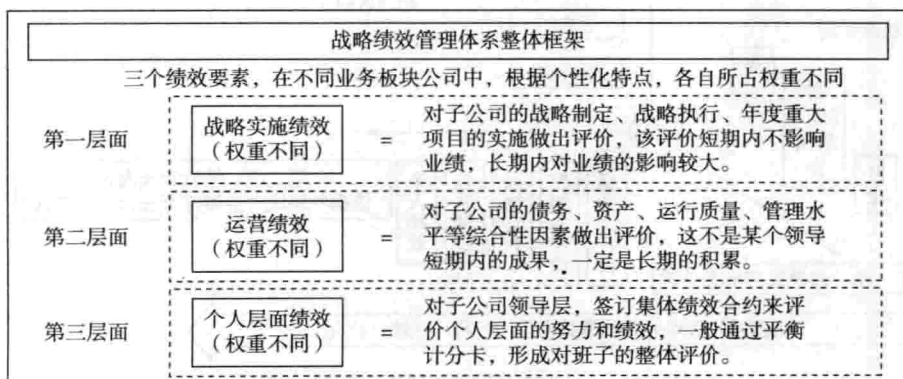 战略绩效管理体系整体框架
三个绩效要素，在不同业务板块公司中，根据个性化特点，各自所占权重不同
第一层面
战略实施绩效
（权重不同）
=
对子公司的战略制定、战略执行、年度重大
项目的实施做出评价，该评价短期内不影响
业绩，长期内对业绩的影响较大。
第二层面
运营绩效
（权重不同）
=
对子公司的债务、资产、运行质量、管理水
平等综合性因素做出评价，这不是某个领导
短期内的成果，一定是长期的积累。
第三层面
个人层面绩效
（权重不同）
=
对子公司领导层，签订集体绩效合约来评
价个人层面的努力和绩效，一般通过平衡
计分卡，形成对班子的整体评价。